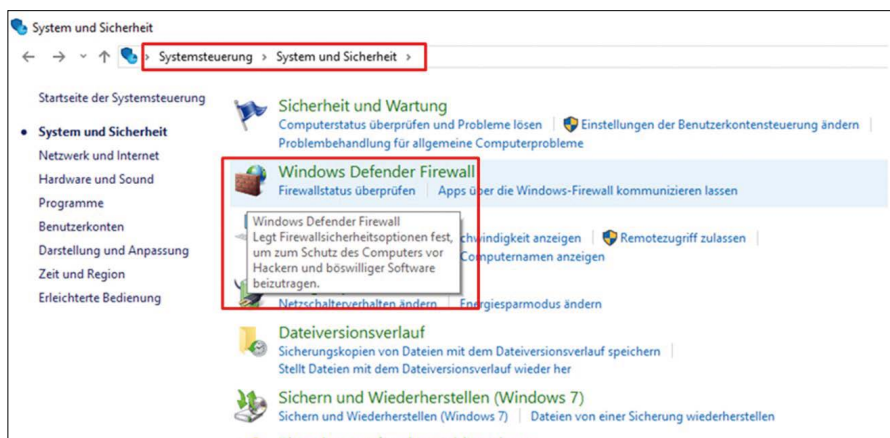 System und Sicherheit
Systemsteuerung > System und Sicherheit >
Startseite der Systemsteuerung
System und Sicherheit
Netzwerk und Internet
Hardware und Sound
Programme
Benutzerkonten
Darstellung und Anpassung
Zeit und Region
Erleichterte Bedienung
Sicherheit und Wartung
Computerstatus überprüfen und Probleme lösen | Einstellungen der Benutzerkontensteuerung ändern |
Problembehandlung für allgemeine Computerprobleme
Windows Defender Firewall
Firewallstatus überprüfen | Apps über die Windows-Firewall kommunizieren lassen
Windows Defender Firewall
Legt Firewallsicherheitsoptionen fest,
um zum Schutz des Computers vor
Hackern und böswilliger Software
beizutragen.
anzeigen | Remotezugriff zulassen |
Computernamen anzeigen
Netzschalterverhalten ändern | Energiesparmodus ändern
Dateiversionsverlauf
Sicherungskopien von Dateien mit dem Dateiversionsverlauf speichern |
Stellt Dateien mit dem Dateiversionsverlauf wieder her
Sichern und Wiederherstellen (Windows 7)
Sichern und Wiederherstellen (Windows 7) | Dateien von einer Sicherung wiederherstellen